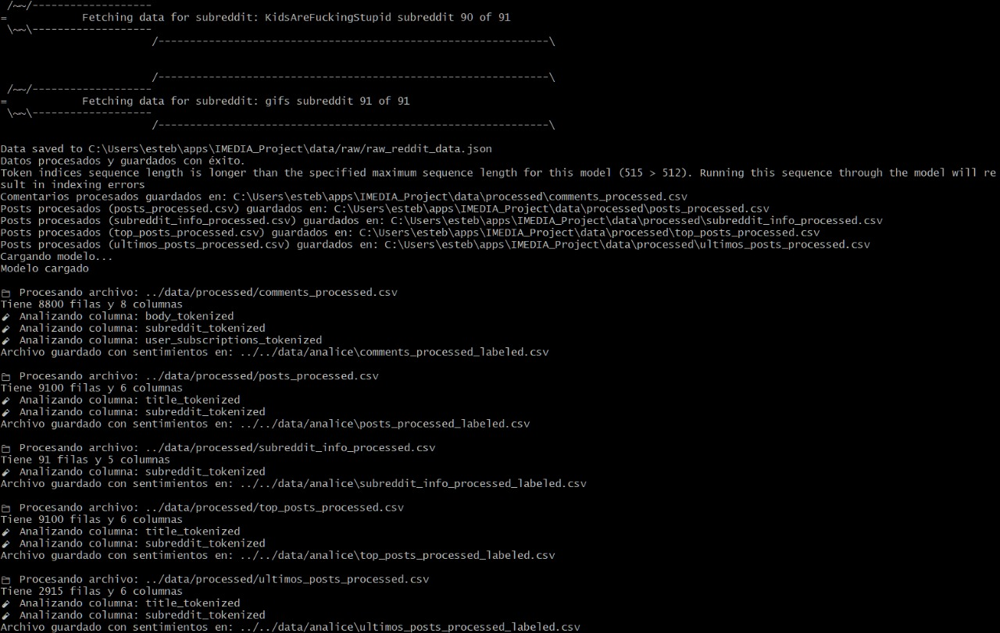 /~~/-------------------
=            Fetching data for subreddit: KidsAreFuckingStupid subreddit 90 of 91
\~~\-------------------
/--------------------------------------------------------------\
/--------------------------------------------------------------\
/~~/-------------------
=            Fetching data for subreddit: gifs subreddit 91 of 91
\~~\-------------------
/--------------------------------------------------------------\
Data saved to C:\Users\esteb\apps\IMEDIA_Project\data/raw/raw_reddit_data.json
Datos procesados y guardados con éxito.
Token indices sequence length is longer than the specified maximum sequence length for this model (515 > 512). Running this sequence through the model will re
sult in indexing errors
Comentarios procesados guardados en: C:\Users\esteb\apps\IMEDIA_Project\data\processed\comments_processed.csv
Posts procesados (posts_processed.csv) guardados en: C:\Users\esteb\apps\IMEDIA_Project\data\processed\posts_processed.csv
Posts procesados (subreddit_info_processed.csv) guardados en: C:\Users\esteb\apps\IMEDIA_Project\data\processed\subreddit_info_processed.csv
Posts procesados (top_posts_processed.csv) guardados en: C:\Users\esteb\apps\IMEDIA_Project\data\processed\top_posts_processed.csv
Posts procesados (ultimos_posts_processed.csv) guardados en: C:\Users\esteb\apps\IMEDIA_Project\data\processed\ultimos_posts_processed.csv
Cargando modelo...
Modelo cargado
Procesando archivo: ../data/processed/comments_processed.csv
Tiene 8800 filas y 8 columnas
Analizando columna: body_tokenized
Analizando columna: subreddit_tokenized
Analizando columna: user_subscriptions_tokenized
Archivo guardado con sentimientos en: ../../data/analice\comments_processed_labeled.csv
Procesando archivo: ../data/processed/posts_processed.csv
Tiene 9100 filas y 6 columnas
Analizando columna: title_tokenized
Analizando columna: subreddit_tokenized
Archivo guardado con sentimientos en: ../../data/analice\posts_processed_labeled.csv
Procesando archivo: ../data/processed/subreddit_info_processed.csv
Tiene 91 filas y 5 columnas
Analizando columna: subreddit_tokenized
Archivo guardado con sentimientos en: ../../data/analice\subreddit_info_processed_labeled.csv
Procesando archivo: ../data/processed/top_posts_processed.csv
Tiene 9100 filas y 6 columnas
Analizando columna: title_tokenized
Analizando columna: subreddit_tokenized
Archivo guardado con sentimientos en: ../../data/analice\top_posts_processed_labeled.csv
Procesando archivo: ../data/processed/ultimos_posts_processed.csv
Tiene 2915 filas y 6 columnas
Analizando columna: title_tokenized
Analizando columna: subreddit_tokenized
Archivo guardado con sentimientos en: ../../data/analice\ultimos_posts_processed_labeled.csv